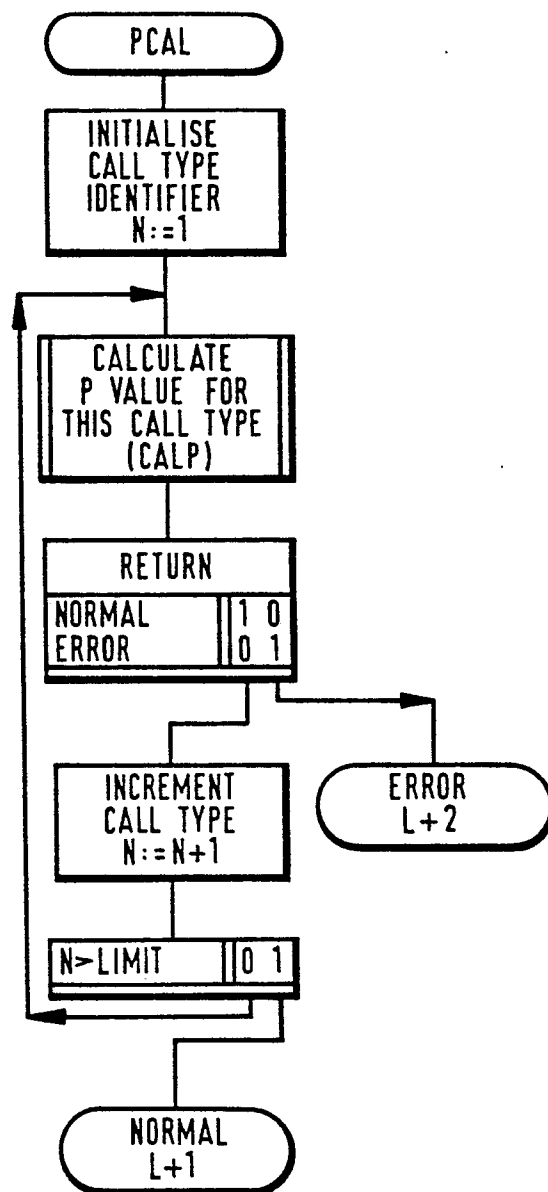 PCAL
INITIALISE
CALL TYPE
IDENTIFIER
N:=1
CALCULATE
P VALUE FOR
THIS CALL TYPE
(CALP)
RETURN
NORMAL 1 0
ERROR 0 1
INCREMENT
CALL TYPE
N:=N+1
ERROR
L+2
N>LIMIT 0 1
NORMAL
L+1